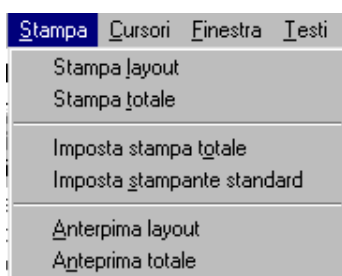 Stampa Cursori Finestra Testi
Stampa layout
Stampa totale
Imposta stampa totale
Imposta stampante standard
Anterpima layout
Anteprima totale